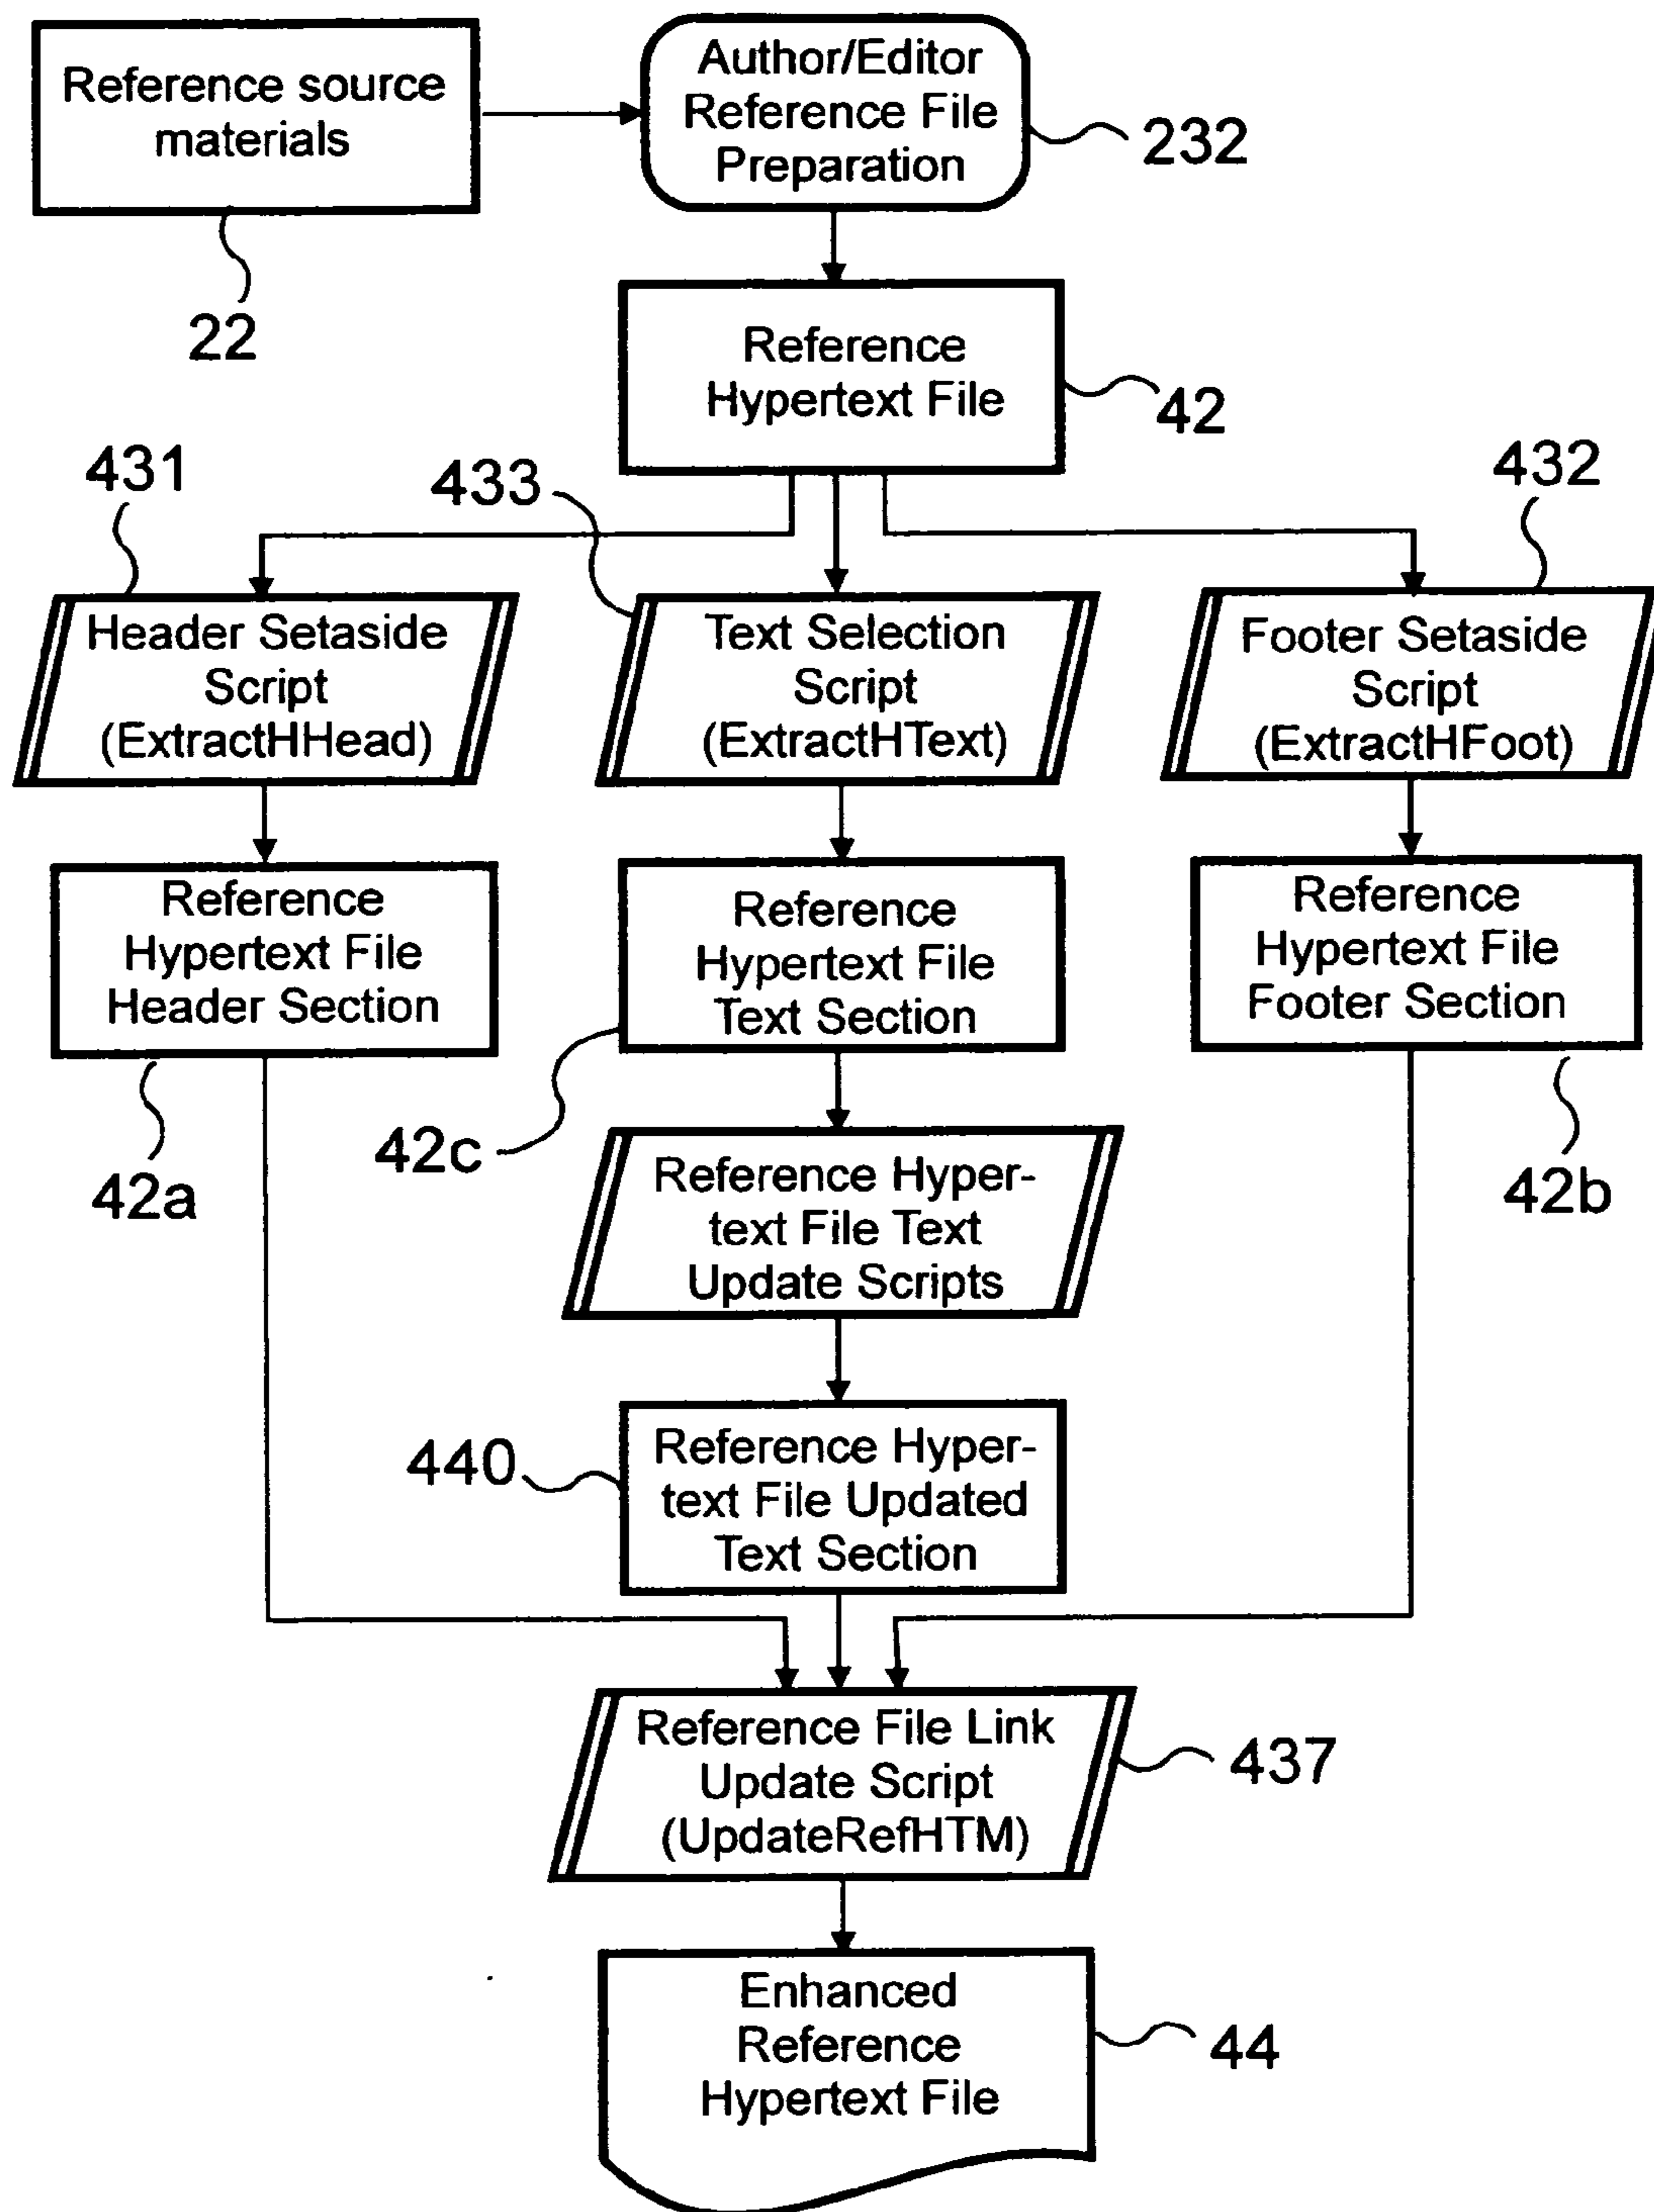 Reference source
materials
22
Author/Editor
Reference File
Preparation
232
Reference
Hypertext File
42
431
Header Setaside
Script
(ExtractHHead)
433
Text Selection
Script
(ExtractHText)
432
Footer Setaside
Script
(ExtractHFoot)
Reference
Hypertext File
Header Section
42a
Reference
Hypertext File
Text Section
42c
Reference
Hypertext File
Footer Section
42b
Reference Hyper-
text File Text
Update Scripts
440
Reference Hyper-
text File Updated
Text Section
Reference File Link
Update Script
(UpdateRefHTM)
437
Enhanced
Reference
Hypertext File
44